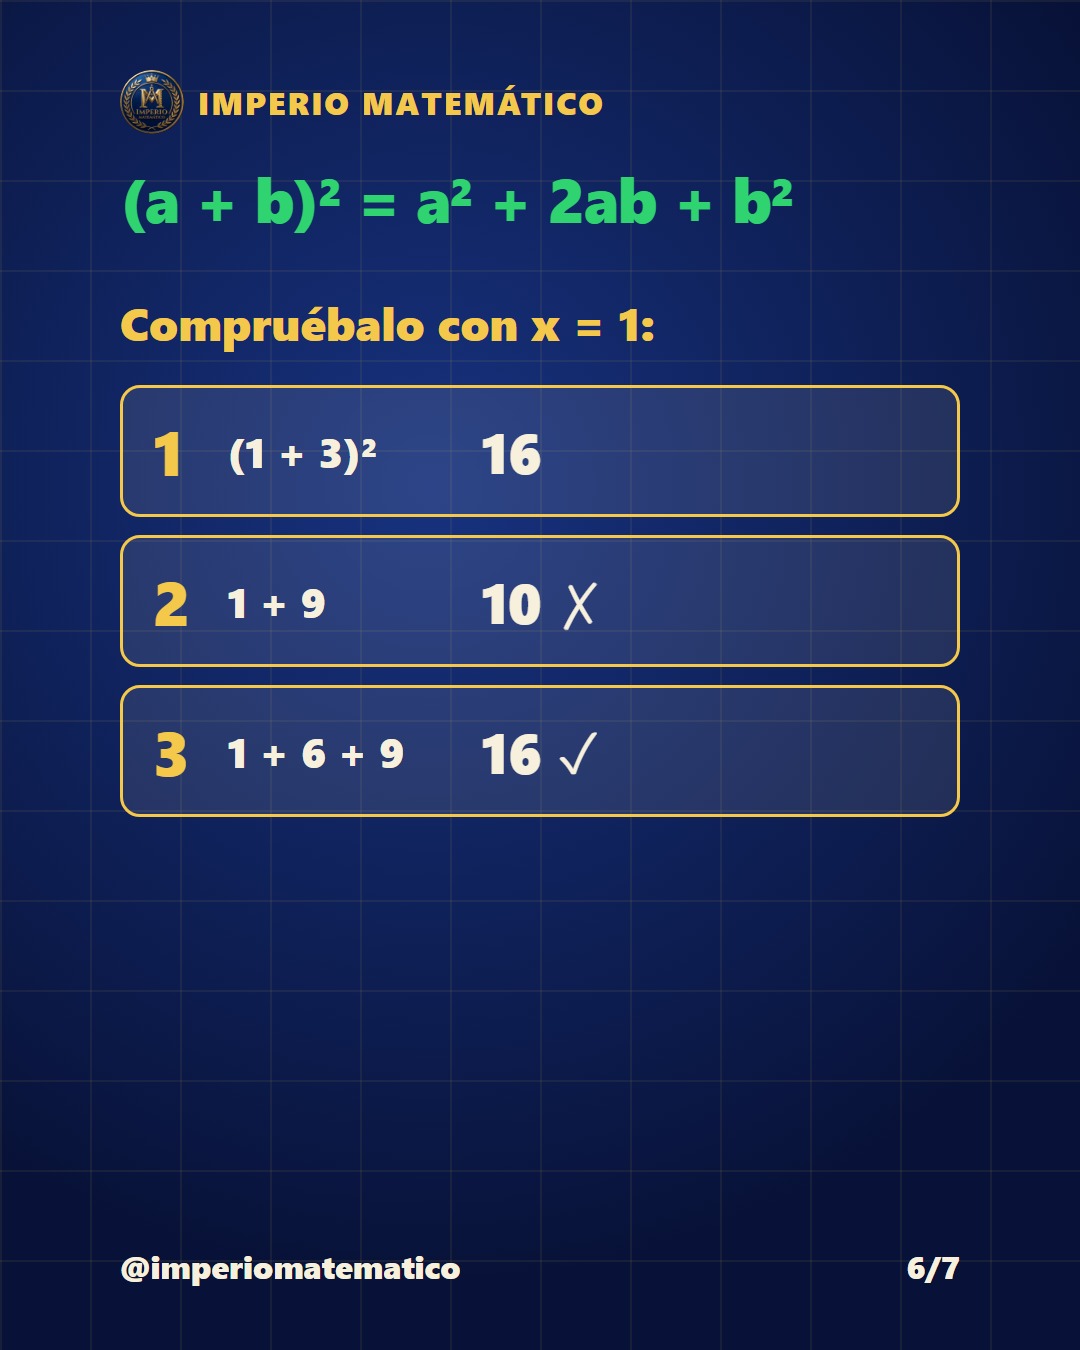 IMPERIO MATEMÁTICO
(a + b)² = a² + 2ab + b²
Compruébalo con x = 1:
1 (1 + 3)² 16
2 1 + 9 10 ✗
3 1 + 6 + 9 16 ✓
@imperiomatematico 6/7